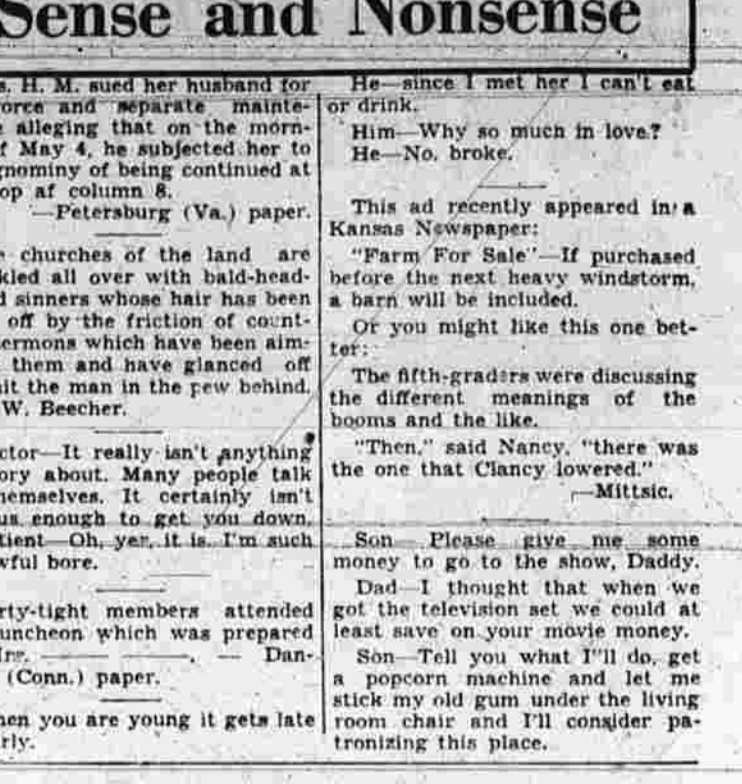 Sense and Nonsense
s. H. M. sued her husband for
orce and separate mainte-
e alleging that on the morn-
f May 4, he subjected her to
gnominy of being continued at
op af column 8.
—Petersburg (Va.) paper.
e churches of the land are
kled all over with bald-head-
d sinners whose hair has been
off by the friction of count-
ermons which have been aim-
them and have glanced off
hit the man in the pew behind.
W. Beecher.
ctor—It really isn't anything
ory about. Many people talk
hemselves. It certainly isn't
us enough to get you down.
tient—Oh, yer, it is. I'm such
wful bore.
rty-tight members attended
uncheon which was prepared
Mrs. ——— ———. — Dan-
(Conn.) paper.
hen you are young it gets late
rly.
He—since I met her I can't eat
or drink.
Him—Why so much in love?
He—No, broke.
This ad recently appeared in a
Kansas Newspaper:
"Farm For Sale"—If purchased
before the next heavy windstorm,
a barn will be included.
Or you might like this one bet-
ter:
The fifth-graders were discussing
the different meanings of the
booms and the like.
"Then," said Nancy, "there was
the one that Clancy lowered."
—Mittsic.
Son—Please give me some
money to go to the show, Daddy.
Dad—I thought that when we
got the television set we could at
least save on your movie money.
Son—Tell you what I"ll do, get
a popcorn machine and let me
stick my old gum under the living
room chair and I'll consider pa-
tronizing this place.